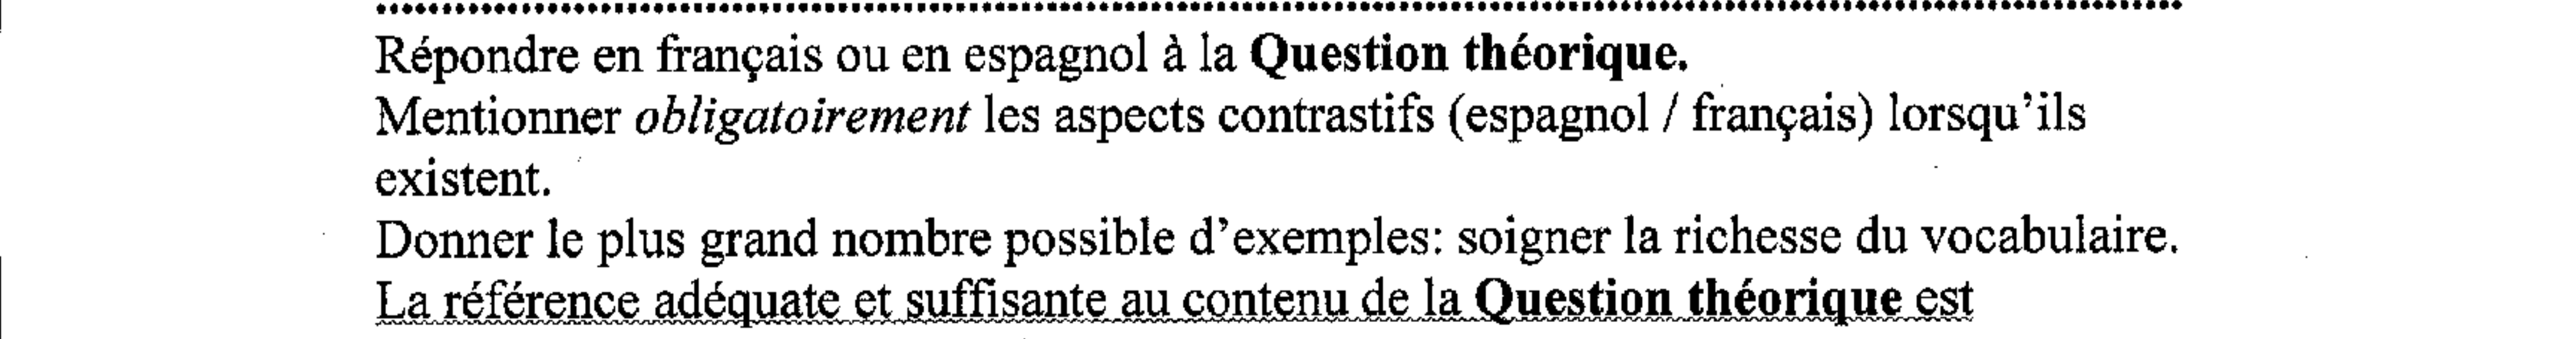 Répondre en français ou en espagnol à la Question théorique.
Mentionner obligatoirement les aspects contrastifs (espagnol / français) lorsqu'ils
existent.
Donner le plus grand nombre possible d'exemples: soigner la richesse du vocabulaire.
La référence adéquate et suffisante au contenu de la Question théorique est